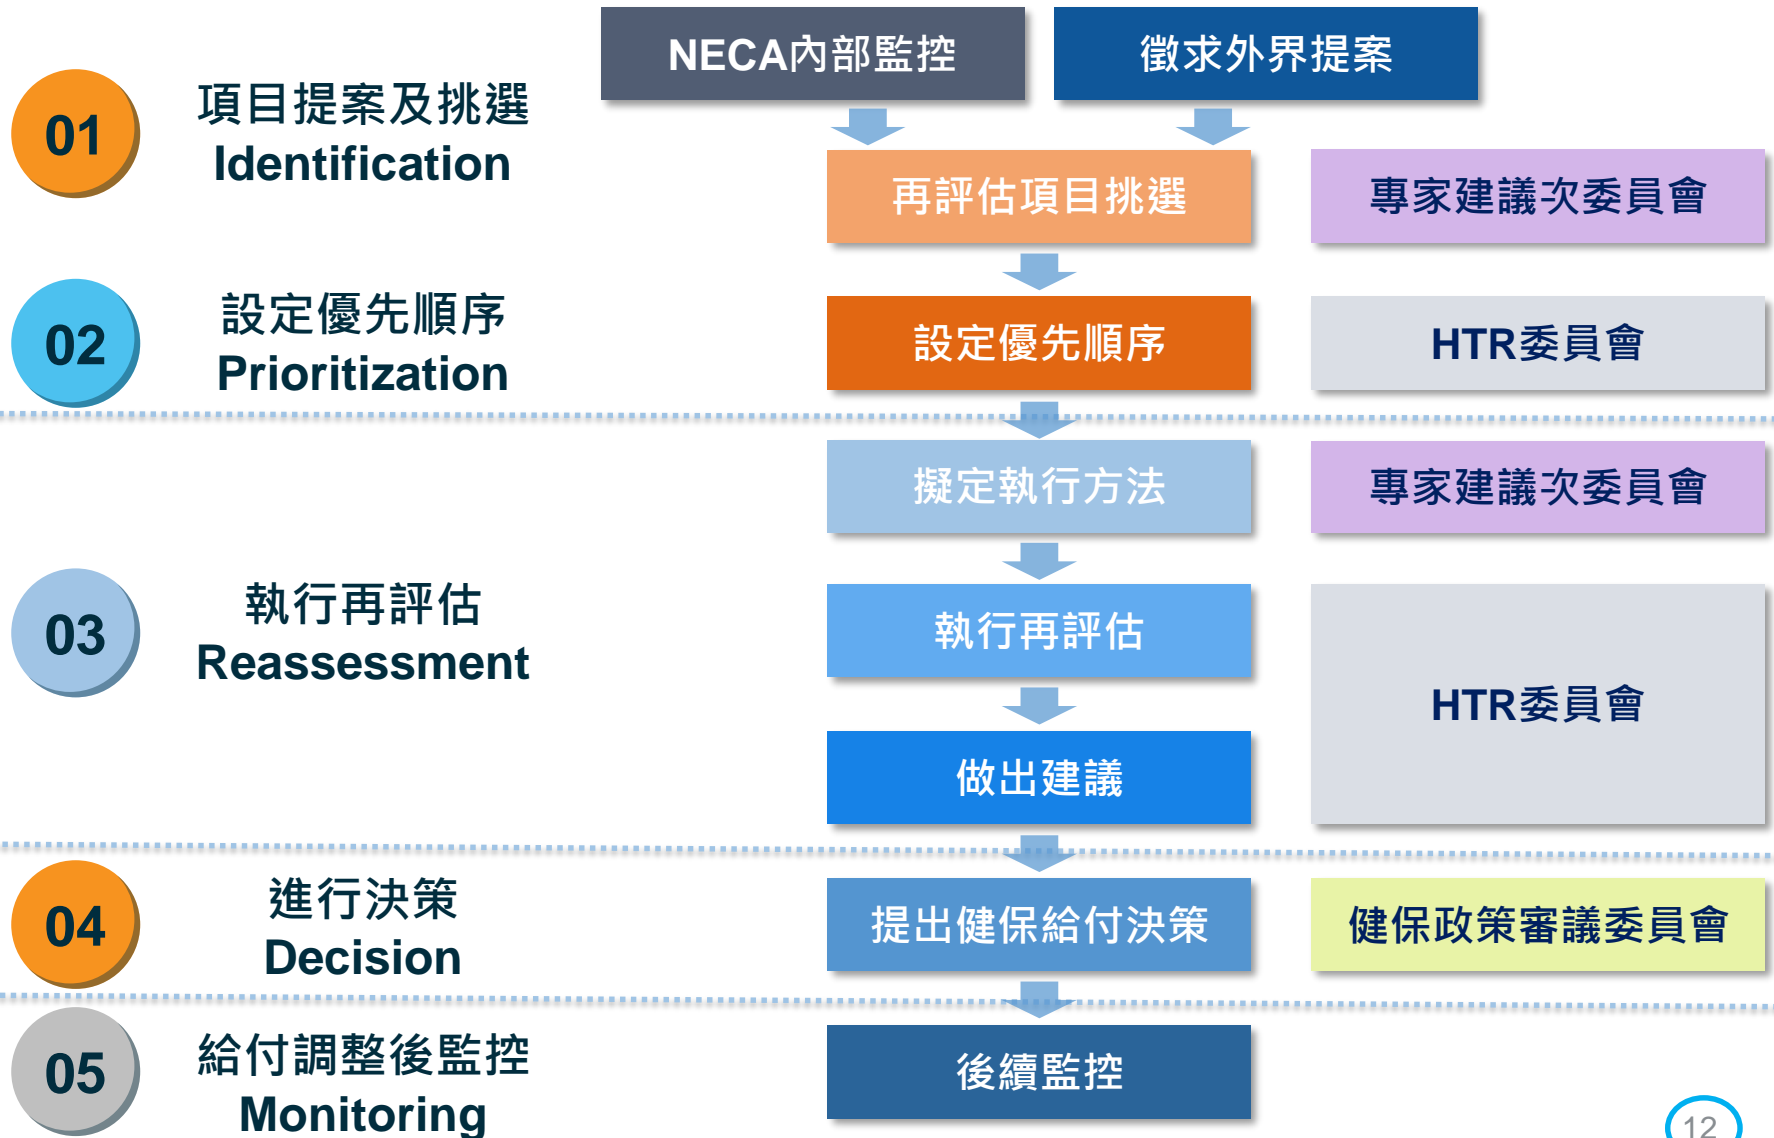 NECA內部監控
徵求外界提案
01
項目提案及挑選
Identification
再評估項目挑選
專家建議次委員會
02
設定優先順序
Prioritization
設定優先順序
HTR委員會
擬定執行方法
專家建議次委員會
03
執行再評估
Reassessment
執行再評估
HTR委員會
做出建議
04
進行決策
Decision
提出健保給付決策
健保政策審議委員會
05
給付調整後監控
Monitoring
後續監控
12